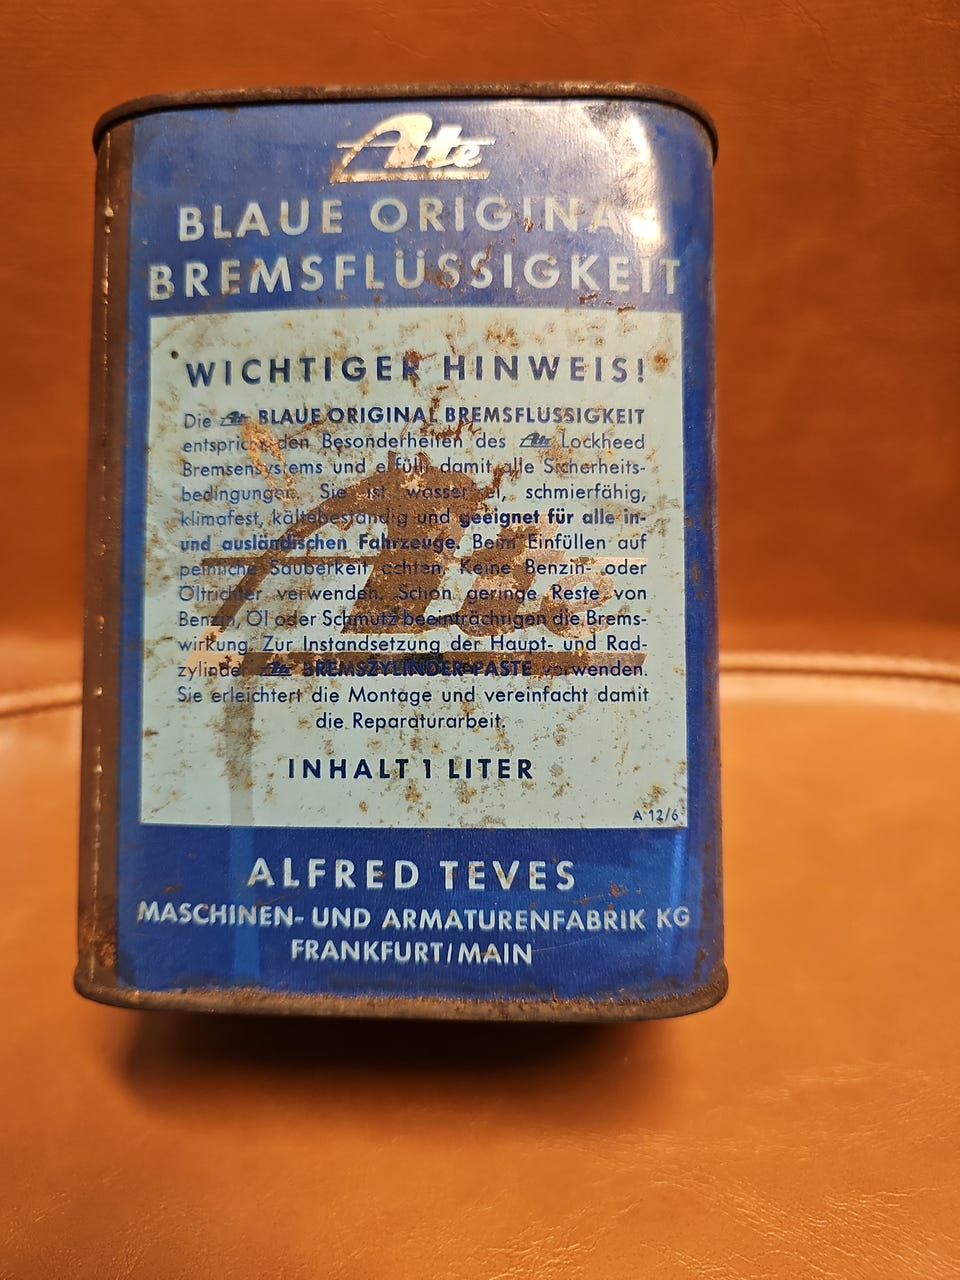 Ate
BLAUE ORIGINAL
BREMSFLÜSSIGKEIT
WICHTIGER HINWEIS!
Die Ate BLAUE ORIGINAL BREMSFLÜSSIGKEIT
entspricht den Besonderheiten des Ate Lockheed
Bremsensystems und erfüllt damit alle Sicherheits-
bedingungen. Sie ist wasserfrei, schmierfähig,
klimafest, kältebeständig und geeignet für alle in-
und ausländischen Fahrzeuge. Beim Einfüllen auf
peinliche Sauberkeit achten. Keine Benzin- oder
Öltrichter verwenden. Schon geringe Reste von
Benzin, Öl oder Schmutz beeinträchtigen die Brems-
wirkung. Zur Instandsetzung der Haupt- und Rad-
zylinder Ate BREMSZYLINDER-PASTE verwenden.
Sie erleichtert die Montage und vereinfacht damit
die Reparaturarbeit.
INHALT 1 LITER
A 12/6
ALFRED TEVES
MASCHINEN- UND ARMATURENFABRIK KG
FRANKFURT/MAIN